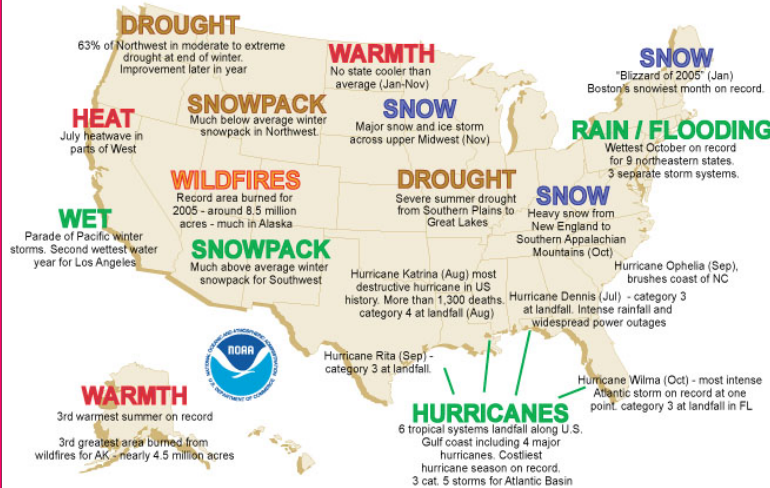 DROUGHT
63% of Northwest in moderate to extreme
drought at end of winter.
Improvement later in year
WARMTH
No state cooler than
average (Jan-Nov)
SNOW
"Blizzard of 2005" (Jan)
Boston's snowiest month on record.
SNOWPACK
Much below average winter
snowpack in Northwest.
SNOW
Major snow and ice storm
across upper Midwest (Nov)
HEAT
July heatwave in
parts of West
RAIN / FLOODING
Wettest October on record
for 9 northeastern states.
3 separate storm systems.
WILDFIRES
Record area burned for
2005 - around 8.5 million
acres - much in Alaska
DROUGHT
Severe summer drought
from Southern Plains to
Great Lakes
SNOW
Heavy snow from
New England to
Southern Appalachian
Mountains (Oct)
WET
Parade of Pacific winter
storms. Second wettest water
year for Los Angeles
SNOWPACK
Much above average winter
snowpack for Southwest
Hurricane Katrina (Aug) most
destructive hurricane in US
history. More than 1,300 deaths.
category 4 at landfall (Aug)
Hurricane Ophelia (Sep),
brushes coast of NC
Hurricane Dennis (Jul) - category 3
at landfall. Intense rainfall and
widespread power outages
NATIONAL OCEANIC AND ATMOSPHERIC ADMINISTRATION
NOAA
U.S. DEPARTMENT OF COMMERCE
Hurricane Rita (Sep) -
category 3 at landfall.
Hurricane Wilma (Oct) - most intense
Atlantic storm on record at one
point. category 3 at landfall in FL
WARMTH
3rd warmest summer on record
3rd greatest area burned from
wildfires for AK - nearly 4.5 million acres
HURRICANES
6 tropical systems landfall along U.S.
Gulf coast including 4 major
hurricanes. Costliest
hurricane season on record.
3 cat. 5 storms for Atlantic Basin